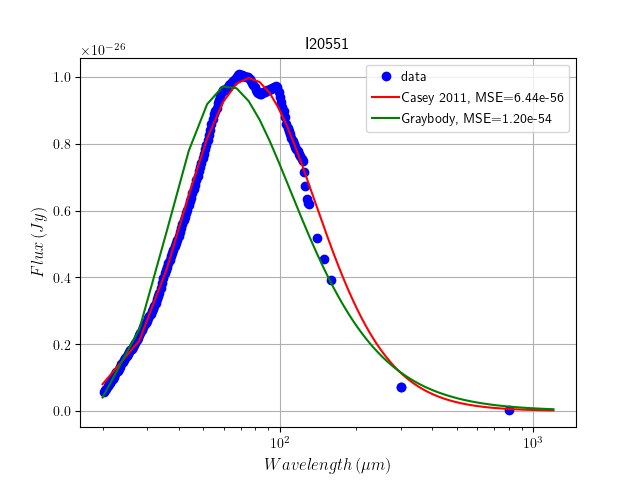 I20551
×10⁻²⁶
data
Casey 2011, MSE=6.44e-56
Graybody, MSE=1.20e-54
1.0
0.8
0.6
0.4
0.2
0.0
Flux (Jy)
10² 10³
Wavelength (μm)